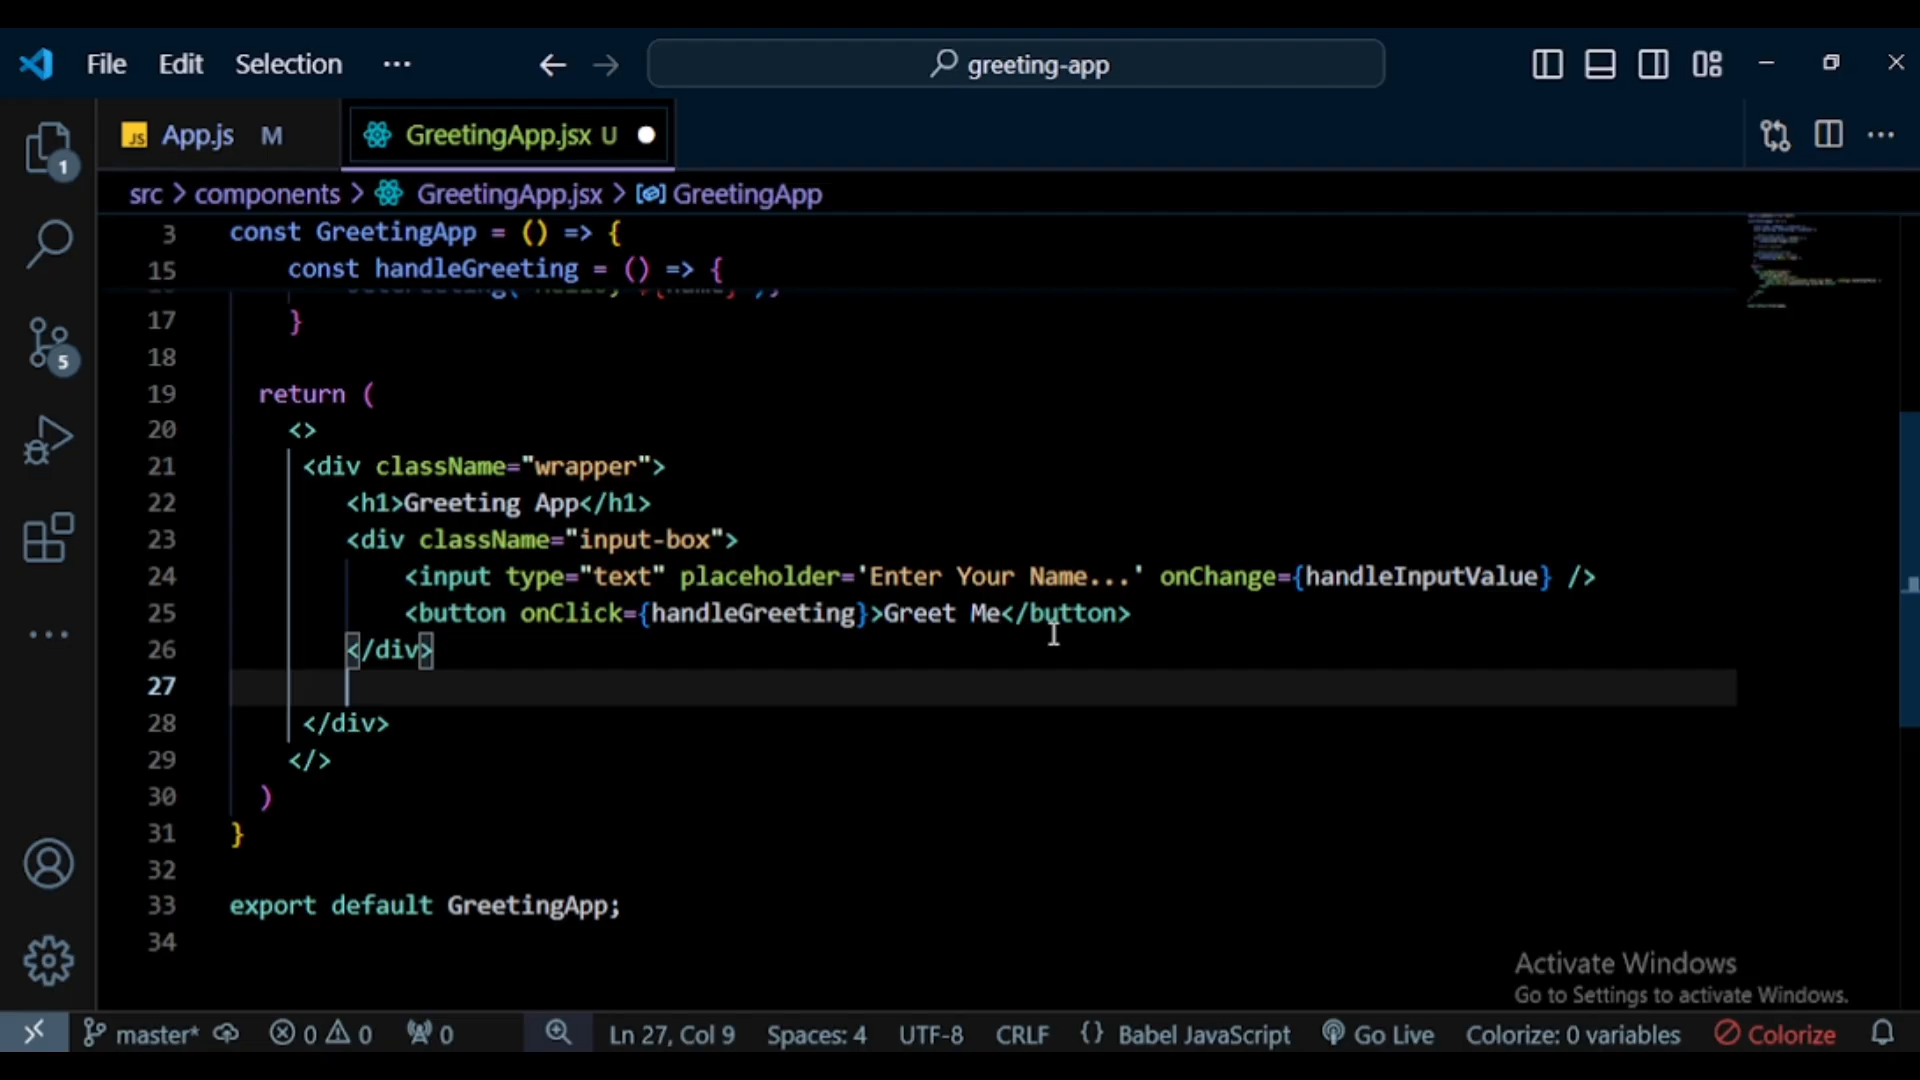 File Edit Selection ... greeting-app
JS App.js M GreetingApp.jsx U
1
src > components > GreetingApp.jsx > GreetingApp
3 const GreetingApp = () => {
15 const handleGreeting = () => {
17 }
18
19 return (
20 <>
5
21 <div className="wrapper">
22 <h1>Greeting App</h1>
23 <div className="input-box">
24 <input type="text" placeholder='Enter Your Name...' onChange={handleInputValue} />
25 <button onClick={handleGreeting}>Greet Me</button>
26 </div>
27
28 </div>
29 </>
30 )
31 }
32
33 export default GreetingApp;
34
Activate Windows
Go to Settings to activate Windows.
master* 0 0 0 Ln 27, Col 9 Spaces: 4 UTF-8 CRLF {} Babel JavaScript Go Live Colorize: 0 variables Colorize